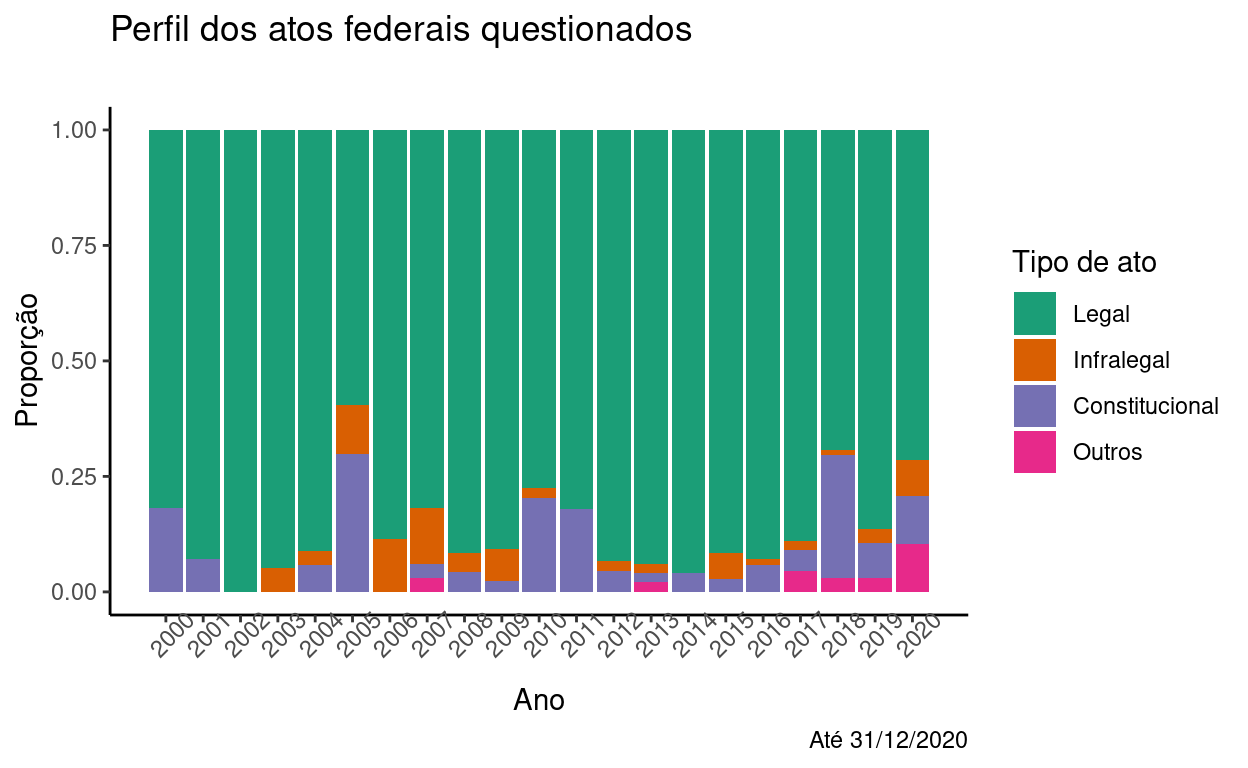 Perfil dos atos federais questionados
Proporção
1.00
0.75
0.50
0.25
0.00
2000
2001
2002
2003
2004
2005
2006
2007
2008
2009
2010
2011
2012
2013
2014
2015
2016
2017
2018
2019
2020
Ano
Tipo de ato
Legal
Infralegal
Constitucional
Outros
Até 31/12/2020